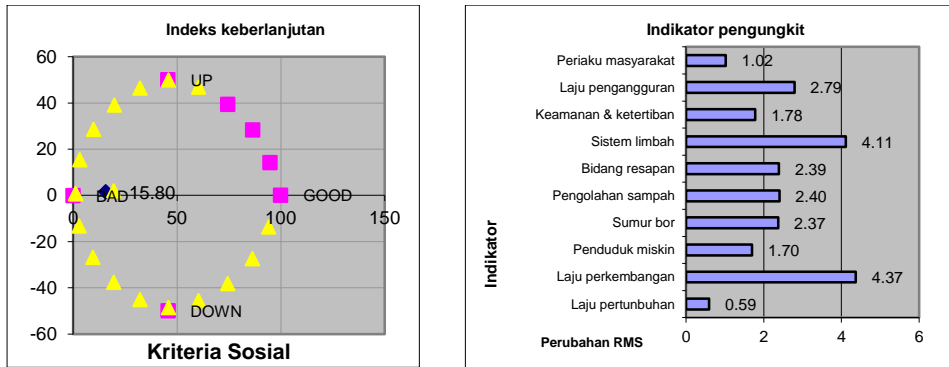 Indeks keberlanjutan
60
UP
40
20
0
BAD
15.80
GOOD
0
50
100
150
-20
-40
DOWN
-60
Kriteria Sosial
Indikator pengungkit
Periaku masyarakat
1.02
Laju pengangguran
2.79
Keamanan & ketertiban
1.78
Sistem limbah
4.11
Bidang resapan
2.39
Pengolahan sampah
2.40
Sumur bor
2.37
Penduduk miskin
1.70
Laju perkembangan
4.37
Laju pertunbuhan
0.59
Indikator
0
2
4
6
Perubahan RMS